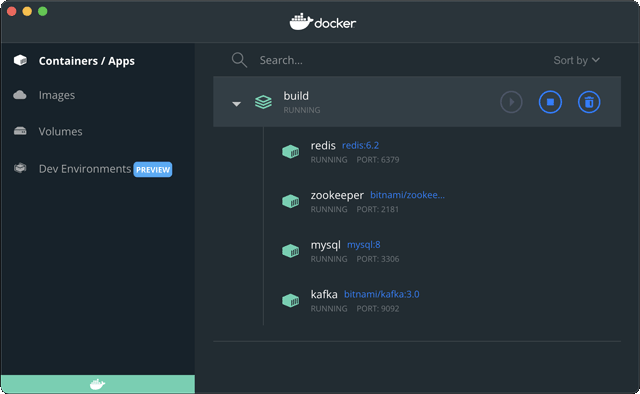 docker
Containers / Apps
Images
Volumes
Dev Environments PREVIEW
Search...
Sort by
build
RUNNING
redis redis:6.2
RUNNING PORT: 6379
zookeeper bitnami/zookee...
RUNNING PORT: 2181
mysql mysql:8
RUNNING PORT: 3306
kafka bitnami/kafka:3.0
RUNNING PORT: 9092